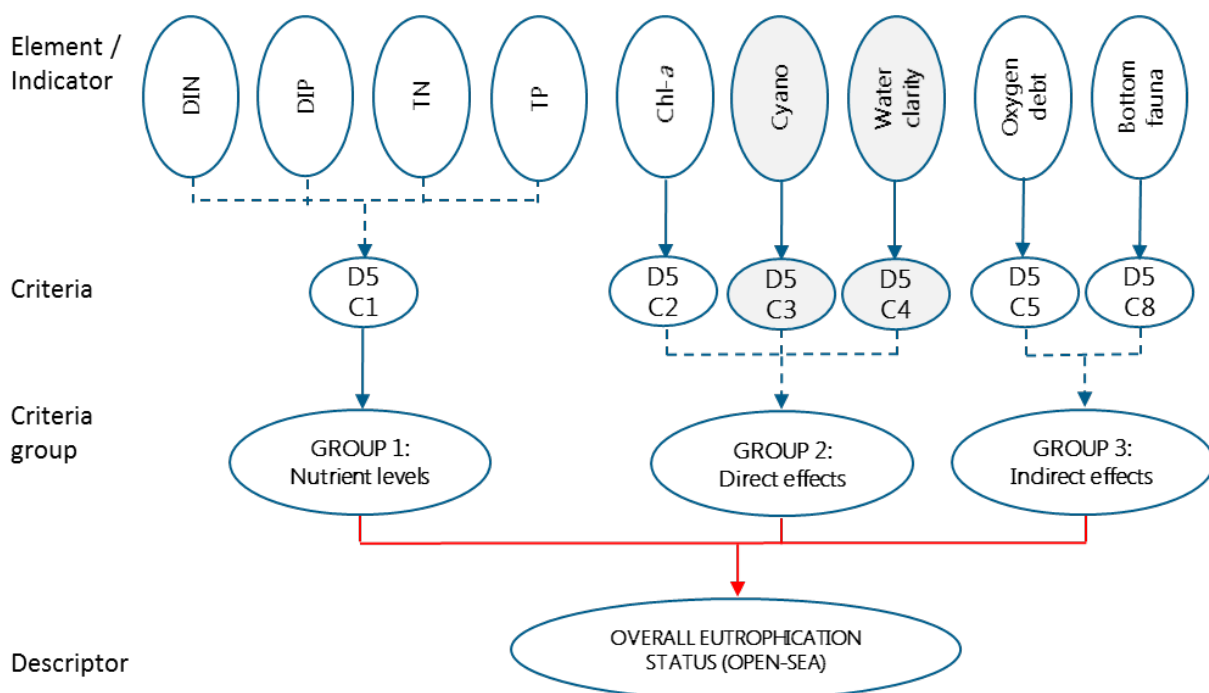 Element /
Indicator
DIN
DIP
TN
TP
Chl-a
Cyano
Water
clarity
Oxygen
debt
Bottom
fauna
Criteria
D5
C1
D5
C2
D5
C3
D5
C4
D5
C5
D5
C8
Criteria
group
GROUP 1:
Nutrient levels
GROUP 2:
Direct effects
GROUP 3:
Indirect effects
Descriptor
OVERALL EUTROPHICATION
STATUS (OPEN-SEA)